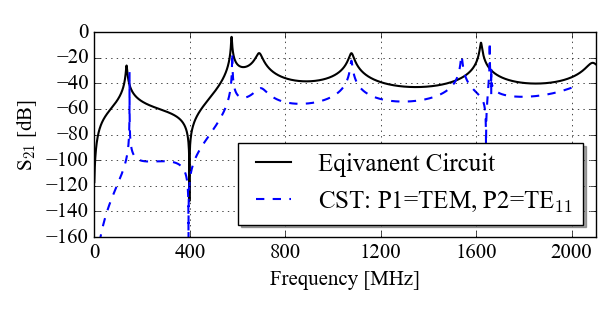 0
−20
−40
−60
−80
−100
−120
−140
−160
S21 [dB]
Eqivanent Circuit
CST: P1=TEM, P2=TE11
0 400 800 1200 1600 2000
Frequency [MHz]